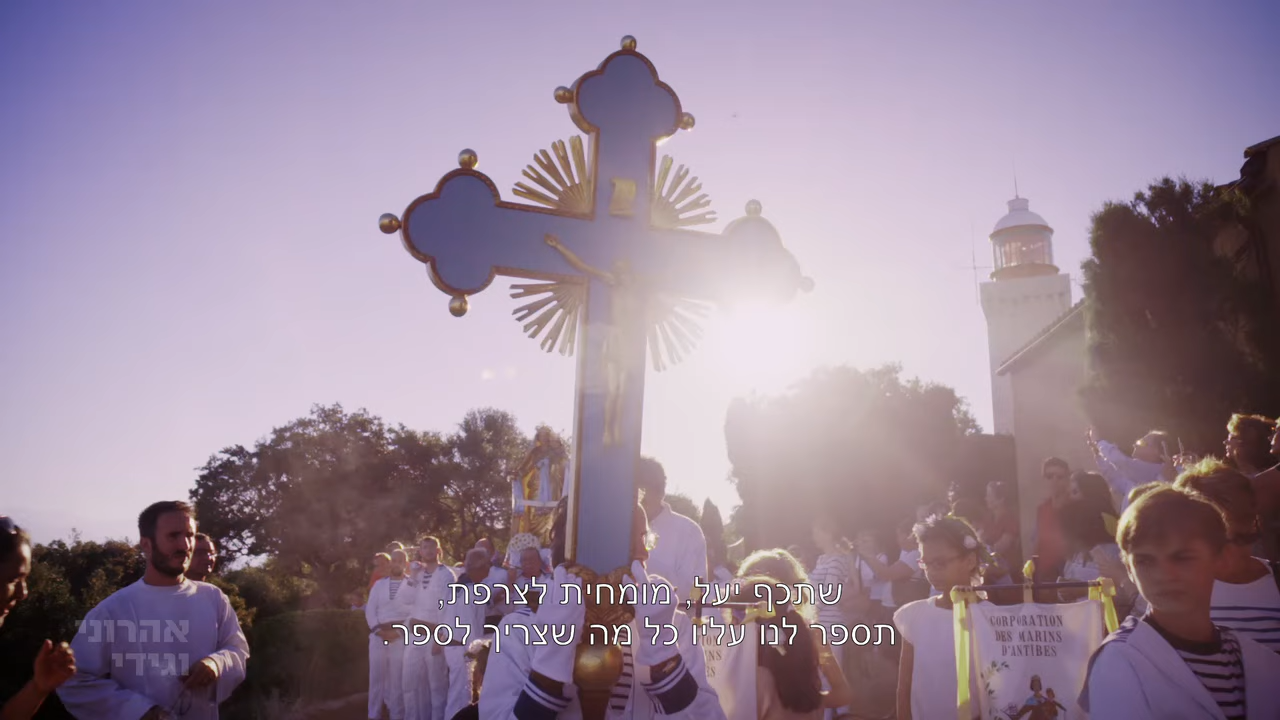 CORPORATION
DES MARINS
D'ANTIBES
שתכף יעל, מומחית לצרפת,
תספר לנו עליו כל מה שצריך לספר.
אהרוני
וגידי